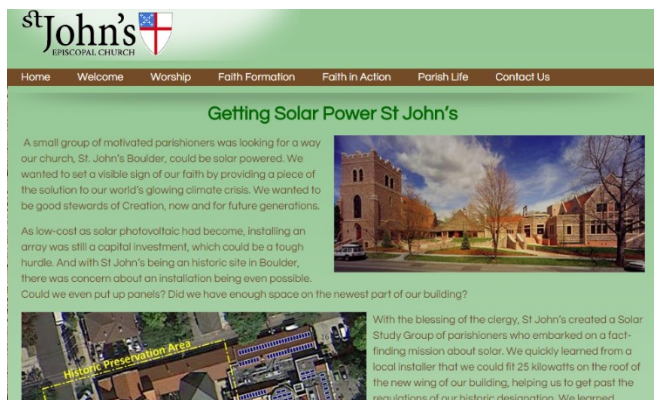 st John's
EPISCOPAL CHURCH
Home Welcome Worship Faith Formation Faith in Action Parish Life Contact Us
Getting Solar Power St John's
A small group of motivated parishioners was looking for a way
our church, St. John's Boulder, could be solar powered. We
wanted to set a visible sign of our faith by providing a piece of
the solution to our world's glowing climate crisis. We wanted to
be good stewards of Creation, now and for future generations.
As low-cost as solar photovoltaic had become, installing an
array was still a capital investment, which could be a tough
hurdle. And with St John's being an historic site in Boulder,
there was concern about an installation being even possible.
Could we even put up panels? Did we have enough space on the newest part of our building?
Historic Preservation Area
With the blessing of the clergy, St John's created a Solar
Study Group of parishioners who embarked on a fact-
finding mission about solar. We quickly learned from a
local installer that we could fit 25 kilowatts on the roof of
the new wing of our building, helping us to get past the
regulations of our historic designation. We learned